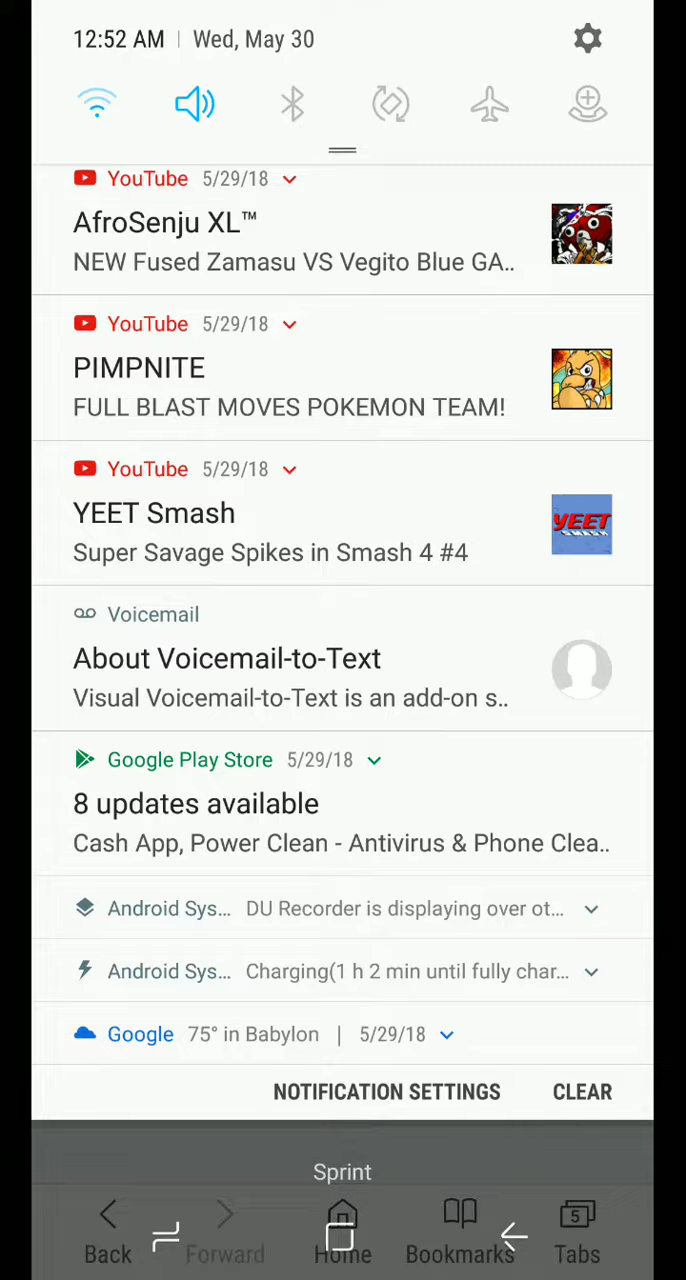 12:52 AM | Wed, May 30
YouTube 5/29/18
AfroSenju XL™
NEW Fused Zamasu VS Vegito Blue GA..
YouTube 5/29/18
PIMPNITE
FULL BLAST MOVES POKEMON TEAM!
YouTube 5/29/18
YEET Smash
YEET
Super Savage Spikes in Smash 4 #4
Voicemail
About Voicemail-to-Text
Visual Voicemail-to-Text is an add-on s..
Google Play Store 5/29/18
8 updates available
Cash App, Power Clean - Antivirus & Phone Clea..
Android Sys... DU Recorder is displaying over ot...
Android Sys... Charging(1 h 2 min until fully char...
Google 75° in Babylon | 5/29/18
NOTIFICATION SETTINGS CLEAR
Sprint
5
Back Forward Home Bookmarks Tabs